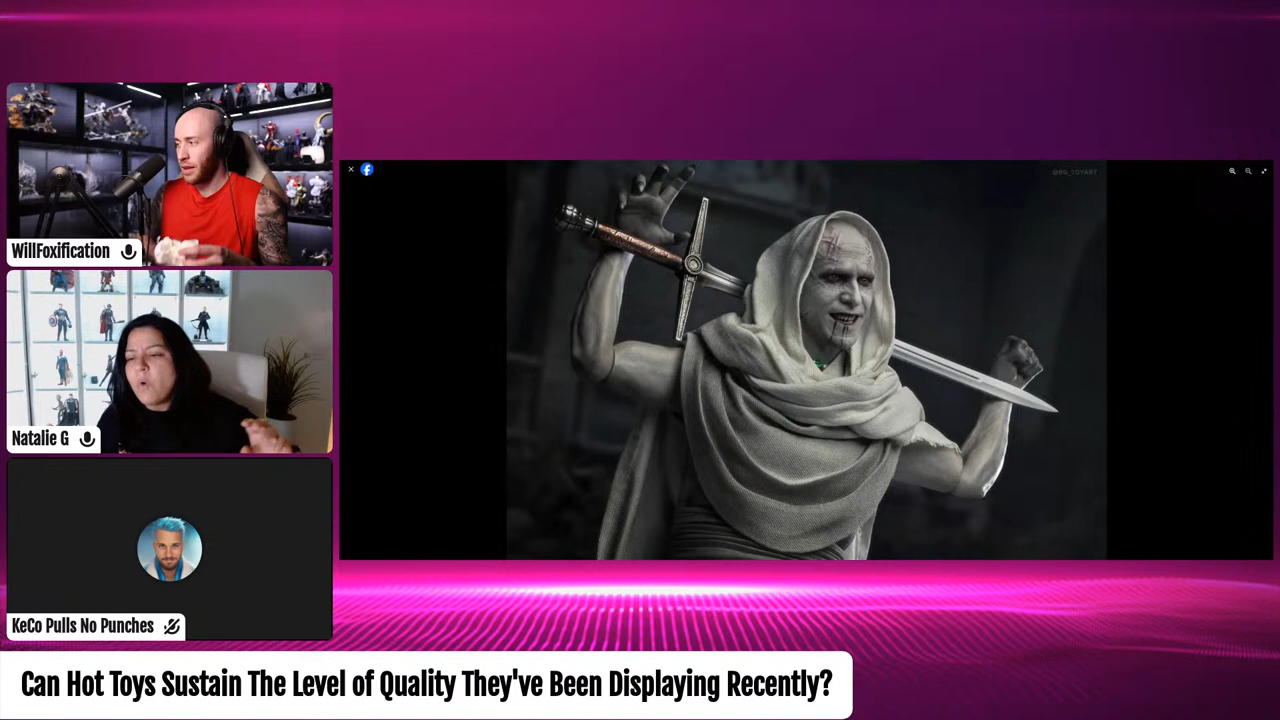 WillFoxification
Natalie G
KeCo Pulls No Punches
@BG_TOYART
Can Hot Toys Sustain The Level of Quality They've Been Displaying Recently?